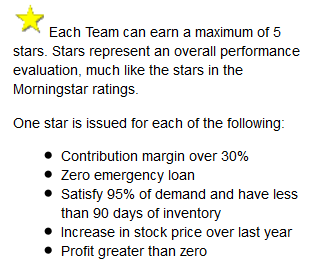 Each Team can earn a maximum of 5
stars. Stars represent an overall performance
evaluation, much like the stars in the
Morningstar ratings.
One star is issued for each of the following:
Contribution margin over 30%
Zero emergency loan
Satisfy 95% of demand and have less
than 90 days of inventory
Increase in stock price over last year
Profit greater than zero